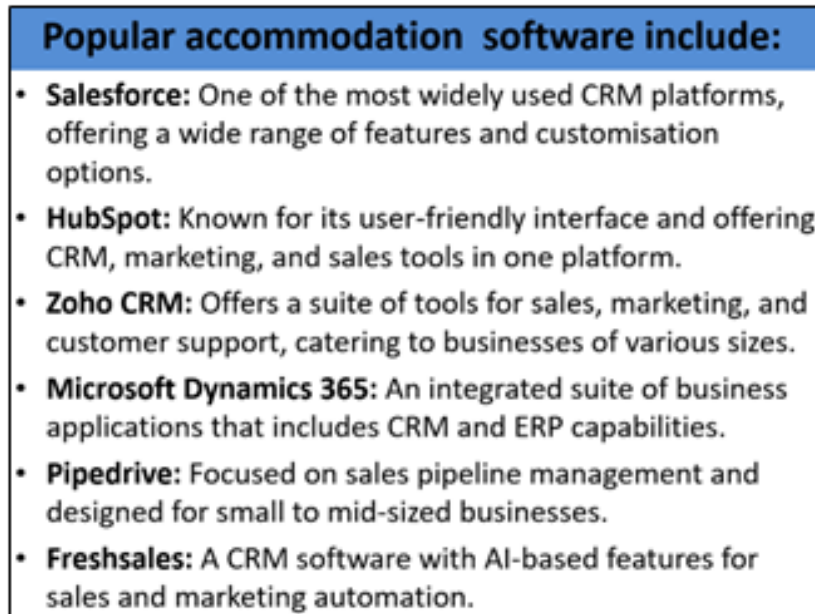 Popular accommodation  software include:
• Salesforce: One of the most widely used CRM platforms,
offering a wide range of features and customisation
options.
• HubSpot: Known for its user-friendly interface and offering
CRM, marketing, and sales tools in one platform.
• Zoho CRM: Offers a suite of tools for sales, marketing, and
customer support, catering to businesses of various sizes.
• Microsoft Dynamics 365: An integrated suite of business
applications that includes CRM and ERP capabilities.
• Pipedrive: Focused on sales pipeline management and
designed for small to mid-sized businesses.
• Freshsales: A CRM software with AI-based features for
sales and marketing automation.